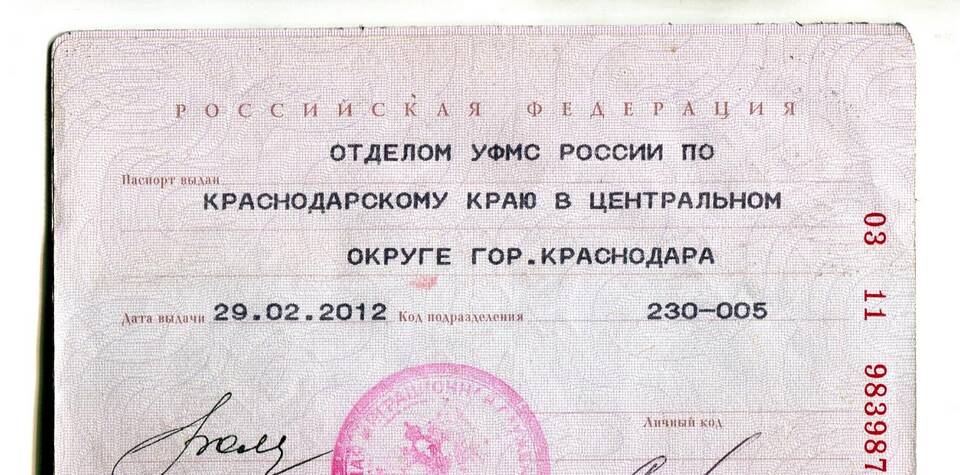 РОССИЙСКАЯ ФЕДЕРАЦИЯ
ОТДЕЛОМ УФМС РОССИИ ПО
Паспорт выдан
КРАСНОДАРСКОМУ КРАЮ В ЦЕНТРАЛЬНОМ
ОКРУГЕ ГОР.КРАСНОДАРА
Дата выдачи 29.02.2012 Код подразделения 230-005
Личный код
03 11 983987